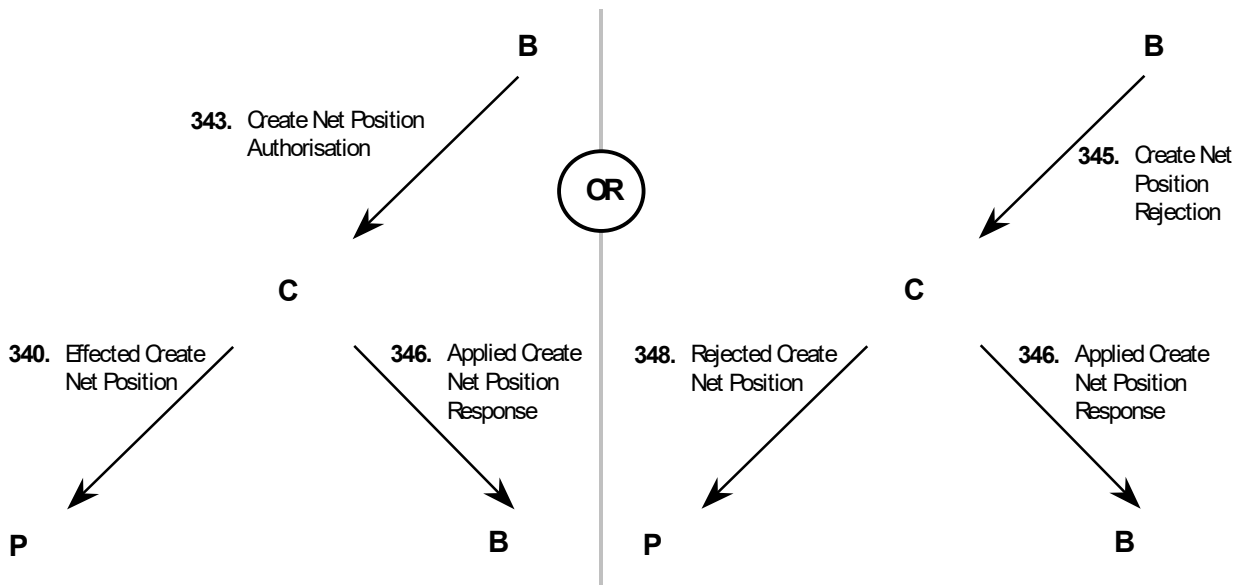 B
343. Create Net Position
Authorisation
C
340. Effected Create
Net Position
346. Applied Create
Net Position
Response
P
B
OR
B
345. Create Net
Position
Rejection
C
348. Rejected Create
Net Position
346. Applied Create
Net Position
Response
P
B